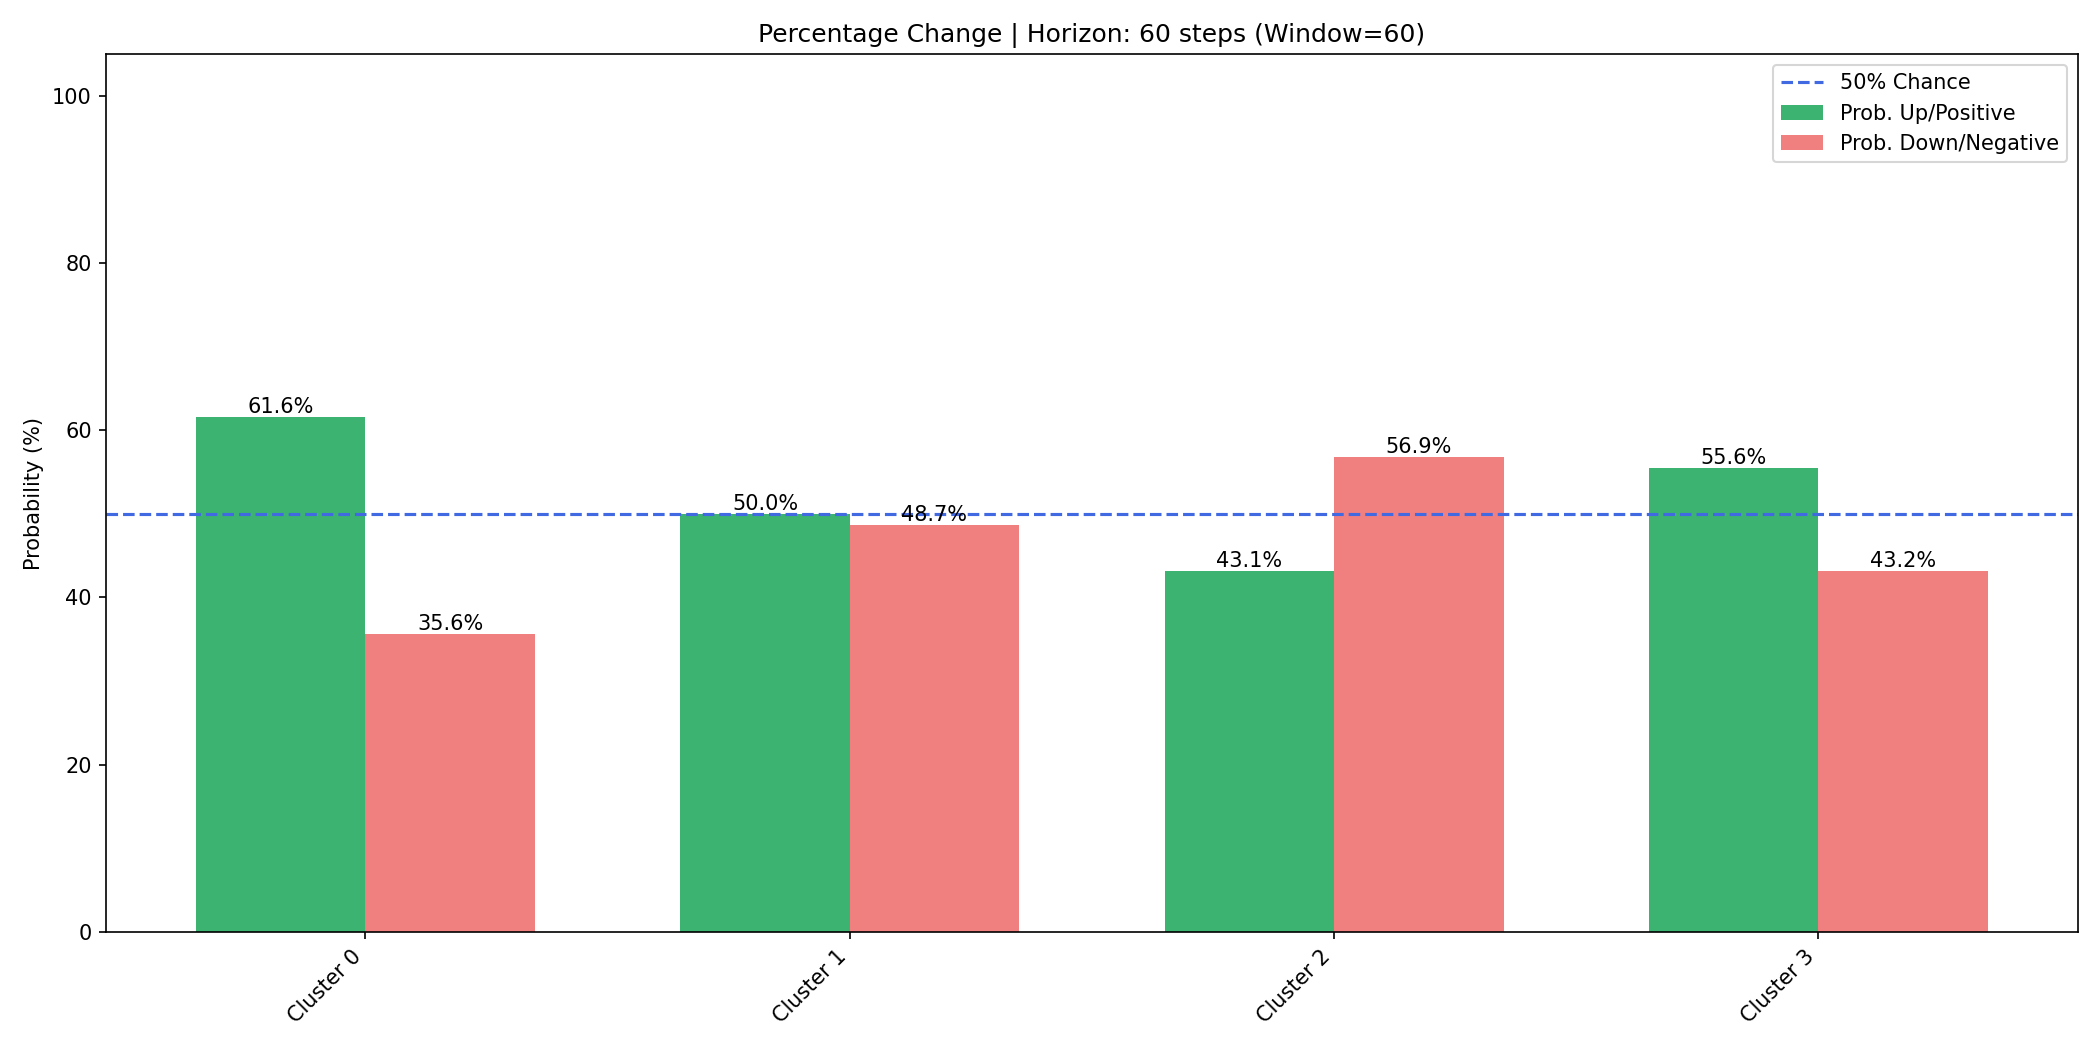 Percentage Change | Horizon: 60 steps (Window=60)
50% Chance
Prob. Up/Positive
Prob. Down/Negative
Probability (%)
100
80
60
40
20
0
61.6%
35.6%
50.0%
48.7%
43.1%
56.9%
55.6%
43.2%
Cluster 0
Cluster 1
Cluster 2
Cluster 3